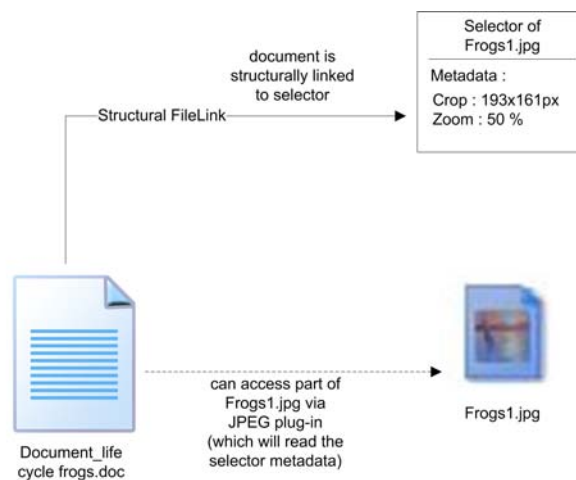 Selector of
Frogs1.jpg
Metadata :
Crop : 193x161px
Zoom : 50 %
document is
structurally linked
to selector
Structural FileLink
can access part of
Frogs1.jpg via
JPEG plug-in
(which will read the
selector metadata)
Frogs1.jpg
Document_life
cycle frogs.doc